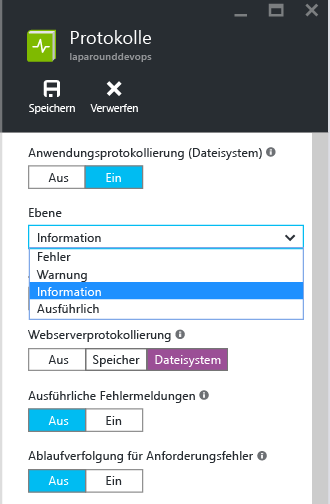 Protokolle
laparounddevops
Speichern Verwerfen
Anwendungsprotokollierung (Dateisystem)
Aus Ein
Ebene
Information
Fehler
Warnung
Information
Ausführlich
Webserverprotokollierung
Aus Speicher Dateisystem
Ausführliche Fehlermeldungen
Aus Ein
Ablaufverfolgung für Anforderungsfehler
Aus Ein